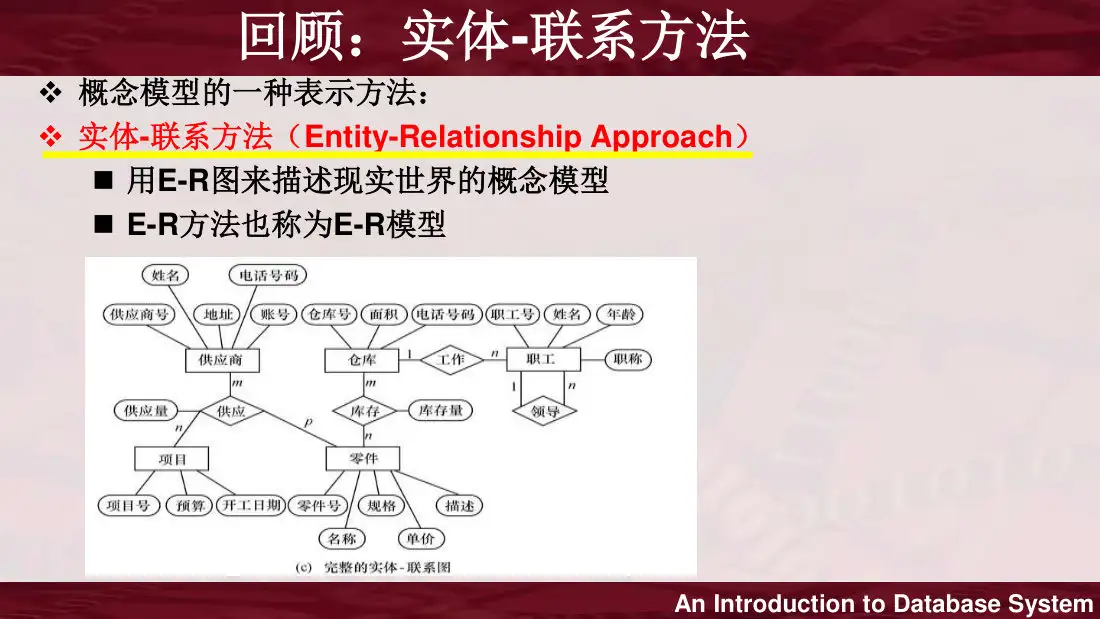 回顾：实体-联系方法
❖ 概念模型的一种表示方法：
❖ 实体-联系方法（Entity-Relationship Approach）
■ 用E-R图来描述现实世界的概念模型
■ E-R方法也称为E-R模型
姓名 电话号码
供应商号 地址 账号 仓库号 面积 电话号码 职工号 姓名 年龄
供应商 仓库 1 工作 n 职工 职称
m m 1 n
供应量 供应 库存 库存量 领导
n p n
项目 零件
项目号 预算 开工日期 零件号 规格 描述
名称 单价
(c) 完整的实体-联系图
An Introduction to Database System